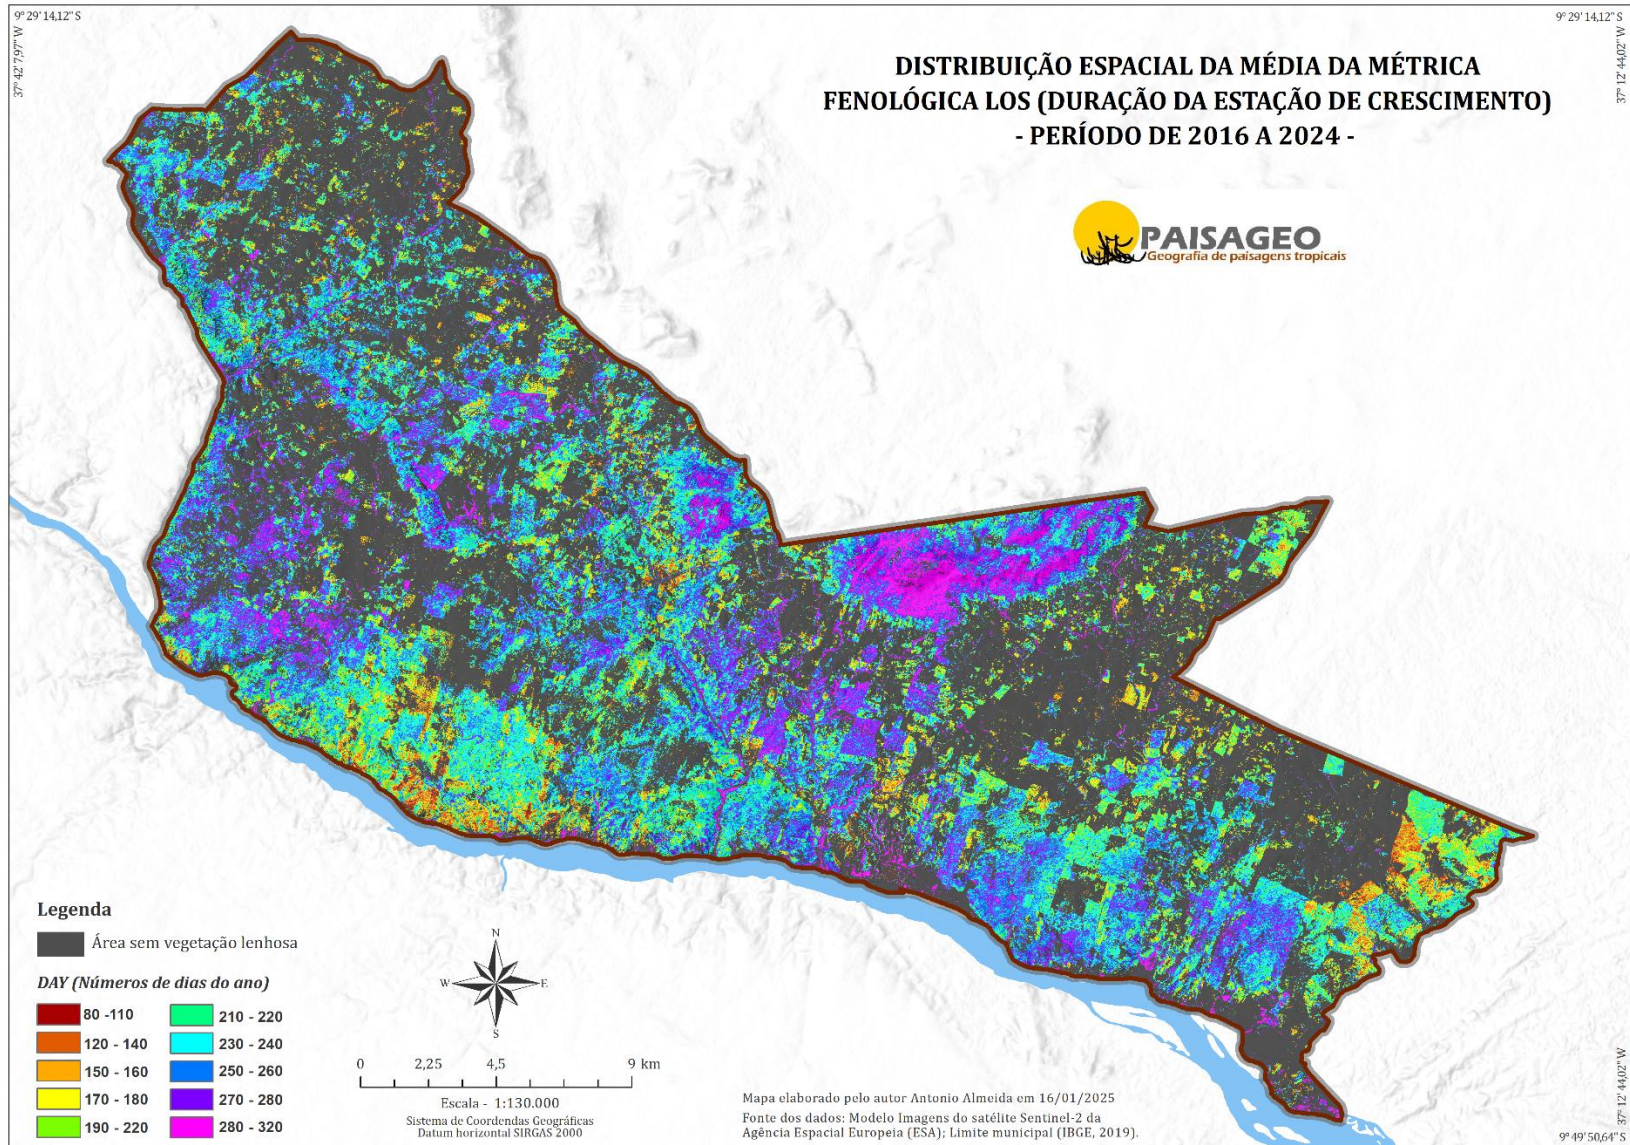 9° 29' 14,12" S
9° 29' 14,12" S
37° 42' 7,97" W
37° 12' 44,02" W
DISTRIBUIÇÃO ESPACIAL DA MÉDIA DA MÉTRICA
FENOLÓGICA LOS (DURAÇÃO DA ESTAÇÃO DE CRESCIMENTO)
- PERÍODO DE 2016 A 2024 -
PAISAGEO
Geografia de paisagens tropicais
Legenda
Área sem vegetação lenhosa
DAY (Números de dias do ano)
80 -110
120 - 140
150 - 160
170 - 180
190 - 220
210 - 220
230 - 240
250 - 260
270 - 280
280 - 320
N
W
E
S
0 2,25 4,5 9 km
Escala - 1:130.000
Sistema de Coordendas Geográficas
Datum horizontal SIRGAS 2000
Mapa elaborado pelo autor Antonio Almeida em 16/01/2025
Fonte dos dados: Modelo Imagens do satélite Sentinel-2 da
Agência Espacial Europeia (ESA); Limite municipal (IBGE, 2019).
37° 12' 44,02" W
9° 49' 50,64" S